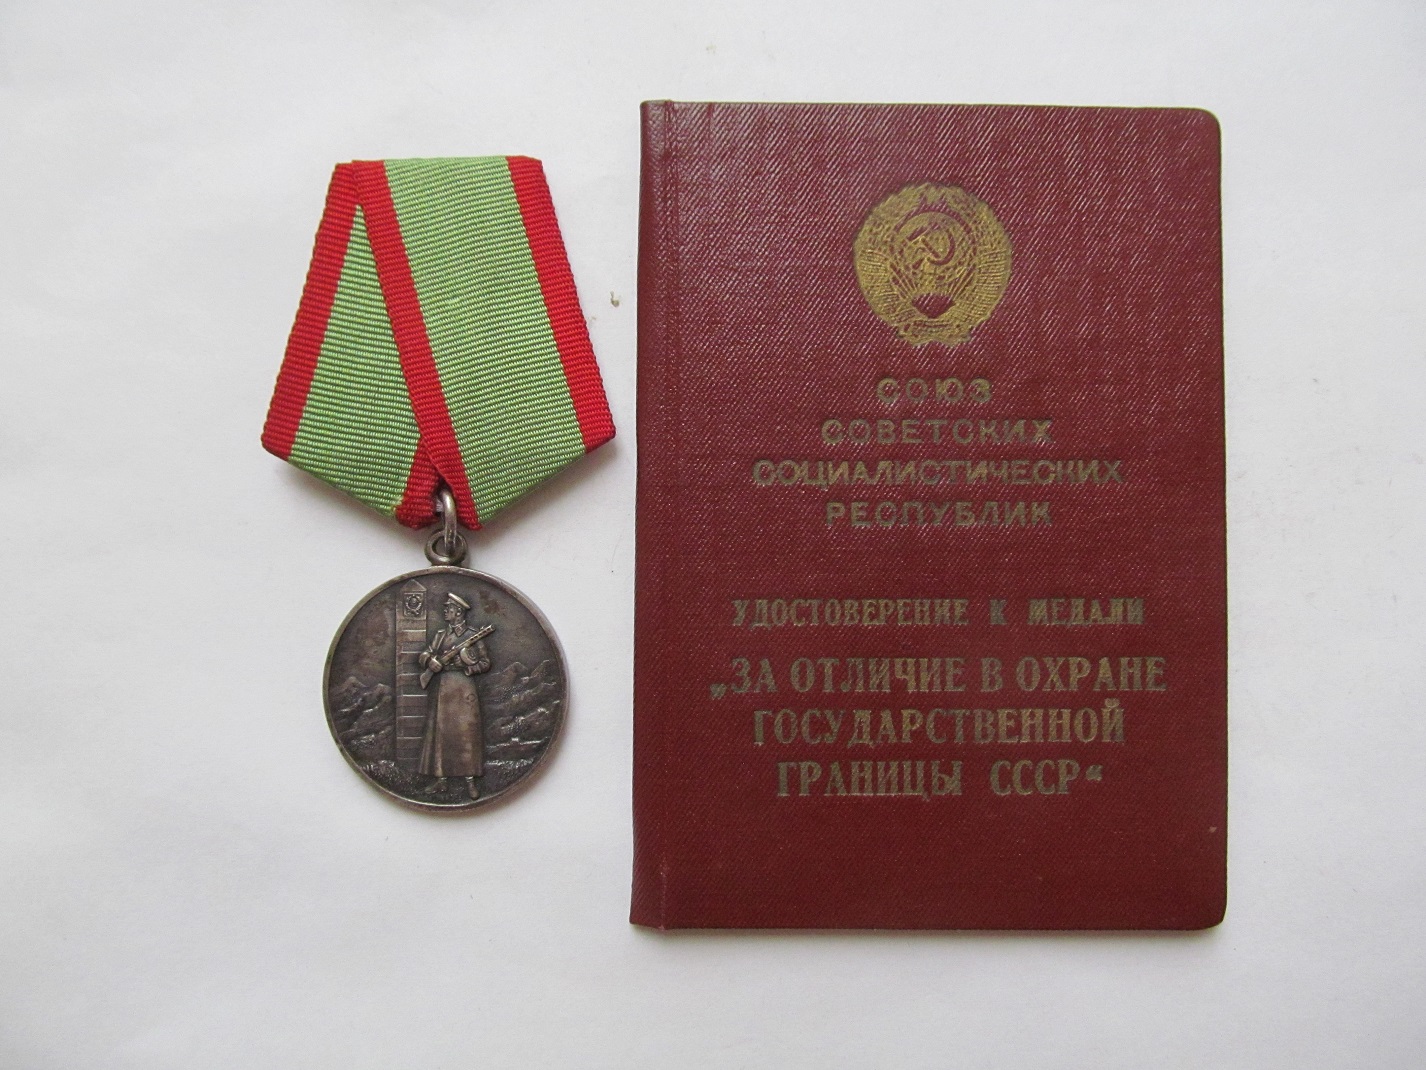 СОЮЗ
СОВЕТСКИХ
СОЦИАЛИСТИЧЕСКИХ
РЕСПУБЛИК
УДОСТОВЕРЕНИЕ К МЕДАЛИ
„ЗА ОТЛИЧИЕ В ОХРАНЕ
ГОСУДАРСТВЕННОЙ
ГРАНИЦЫ СССР“